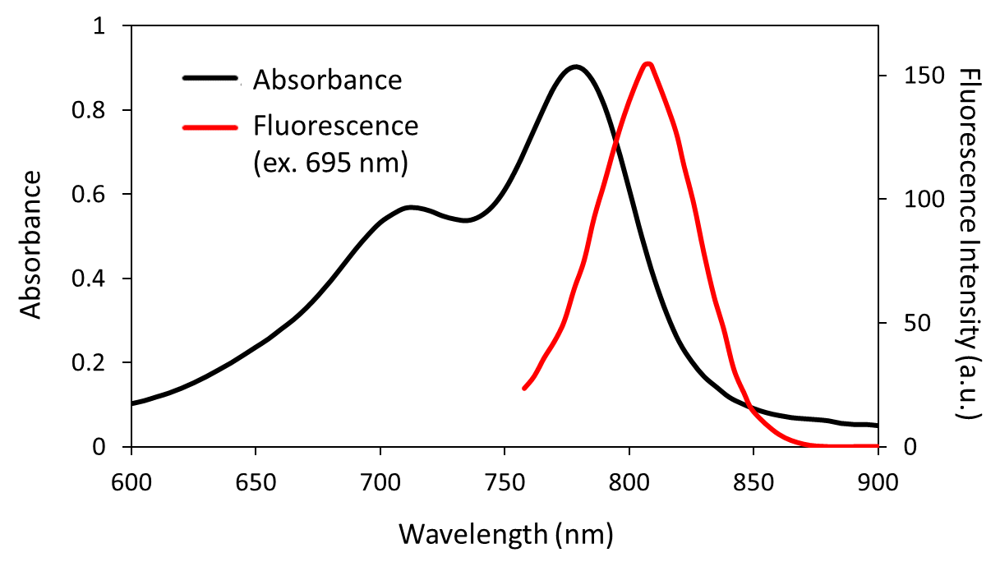 1
0.8
0.6
0.4
0.2
0
Absorbance
Absorbance
Fluorescence
(ex. 695 nm)
150
100
50
0
Fluorescence Intensity (a.u.)
600 650 700 750 800 850 900
Wavelength (nm)